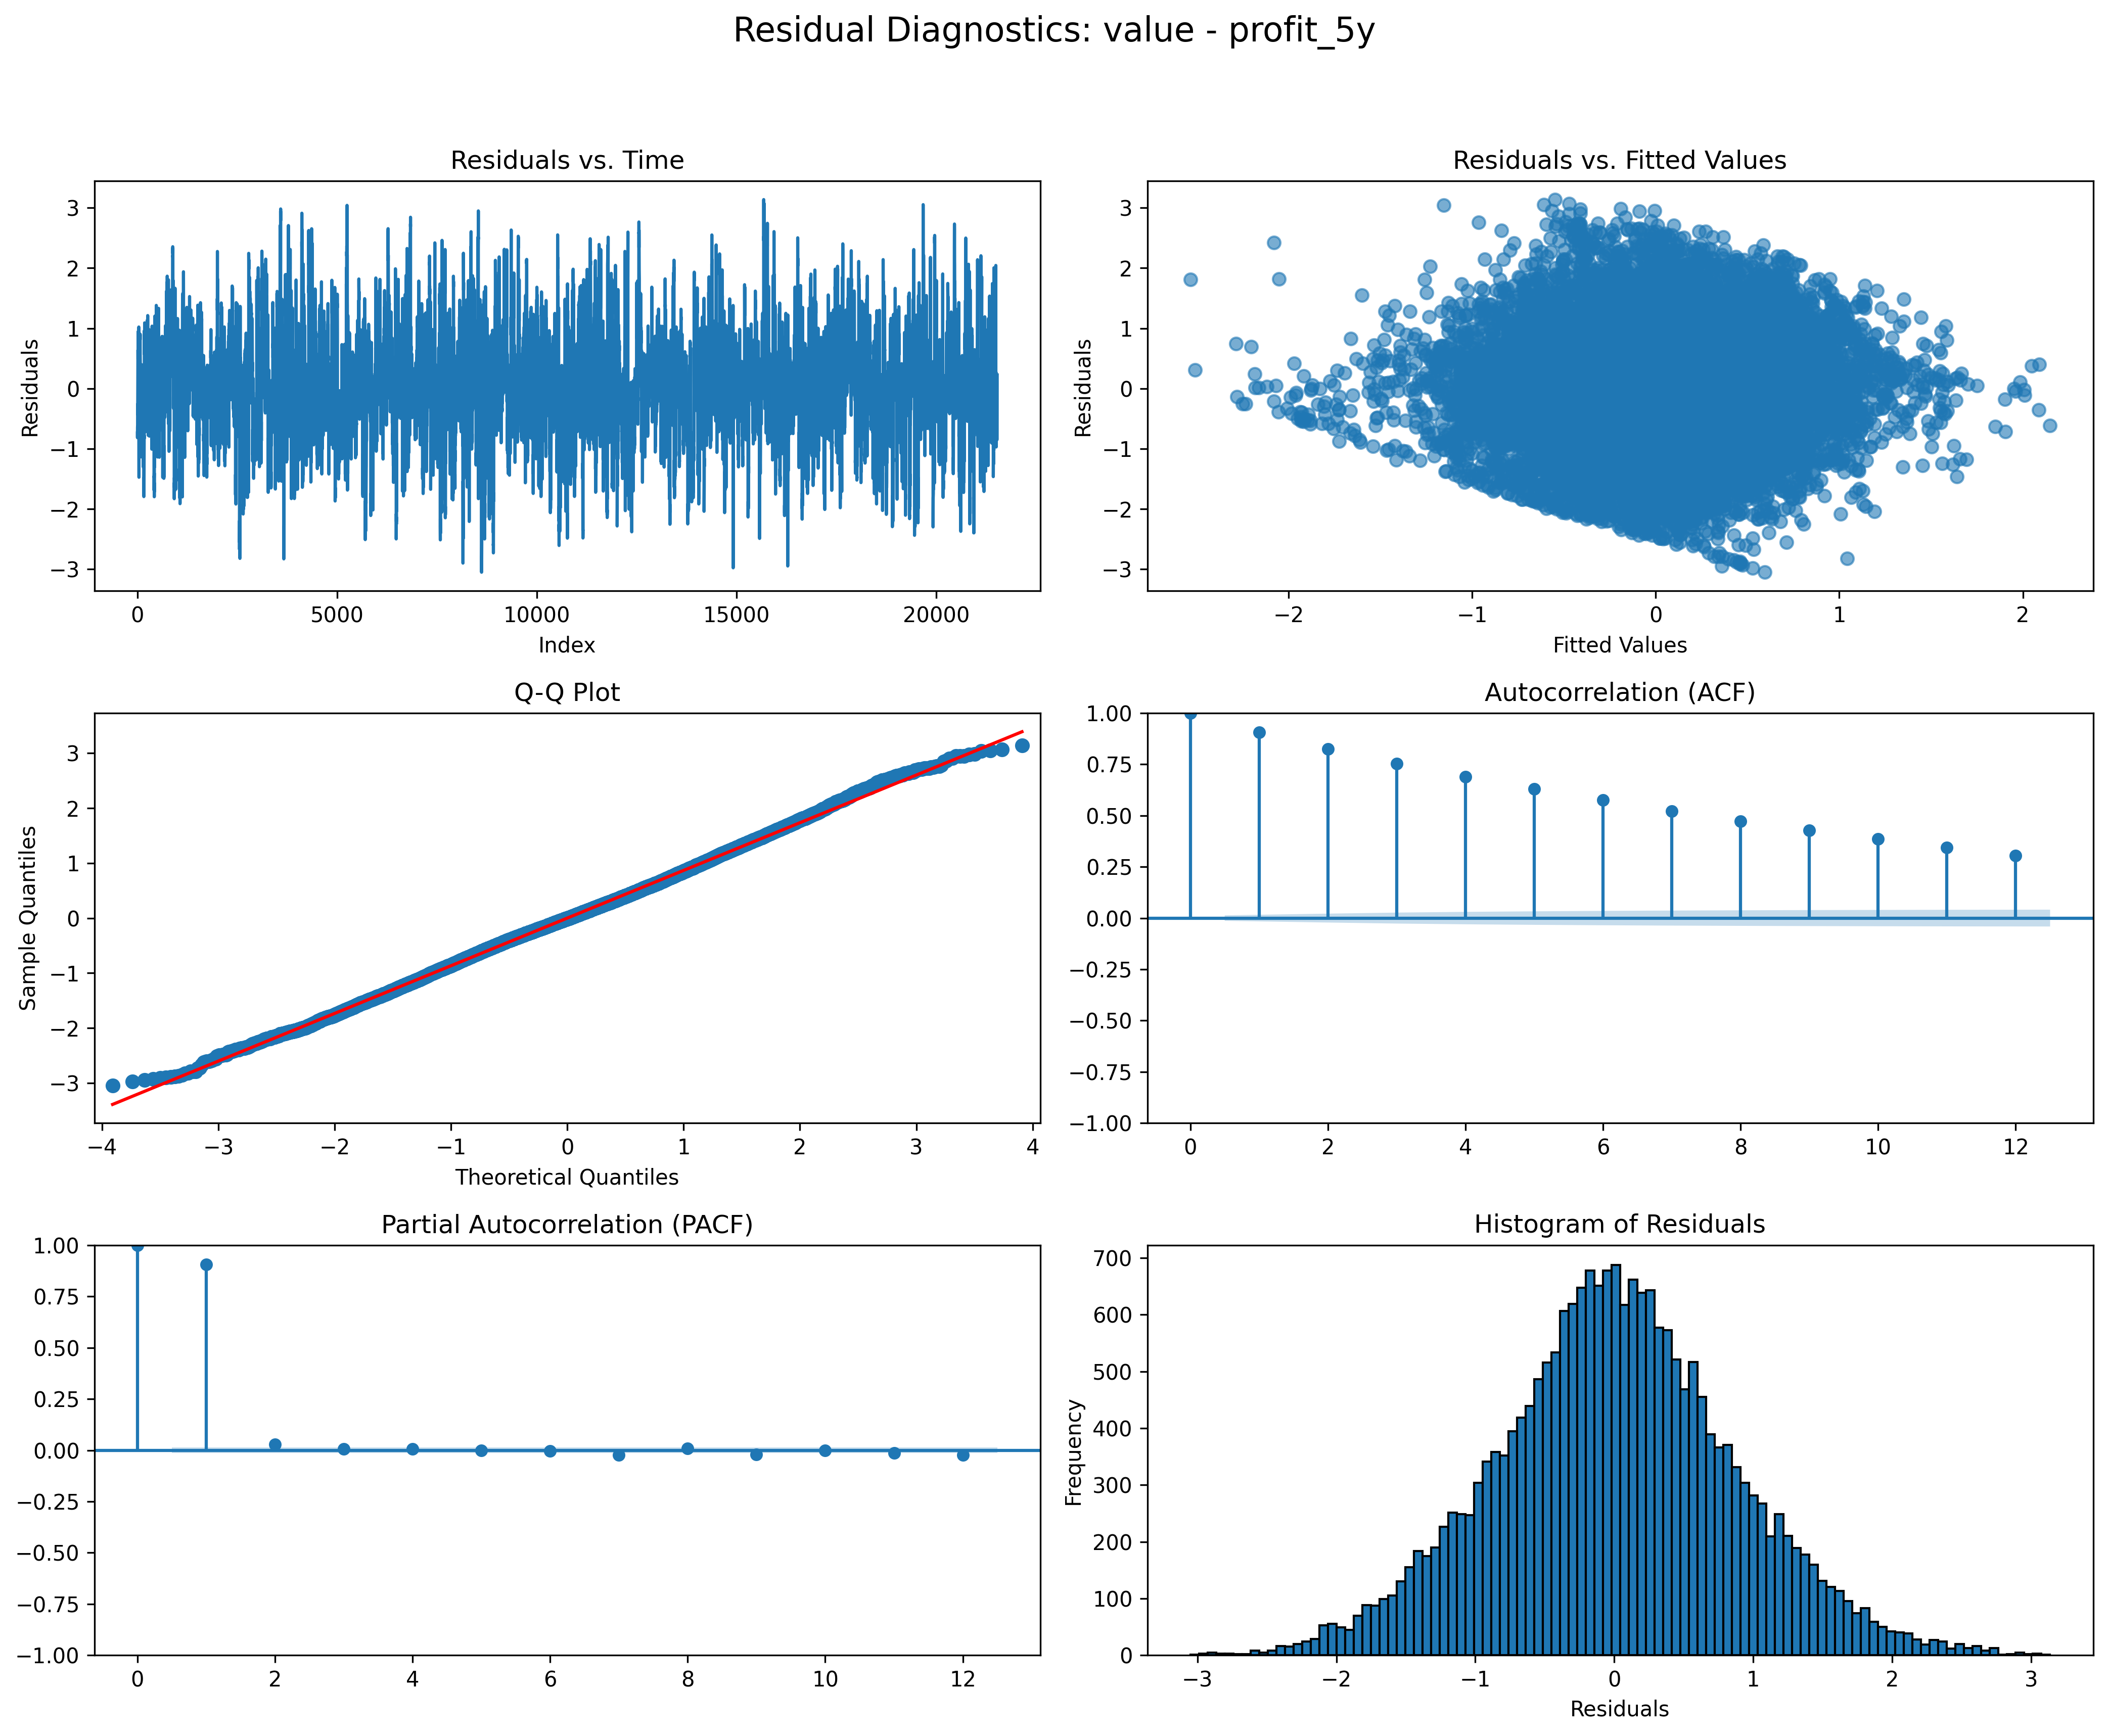 Residual Diagnostics: value - profit_5y
Residuals vs. Time
3
2
1
0
−1
−2
−3
Residuals
0 5000 10000 15000 20000
Index
Residuals vs. Fitted Values
3
2
1
0
−1
−2
−3
Residuals
−2 −1 0 1 2
Fitted Values
Q-Q Plot
3
2
1
0
−1
−2
−3
Sample Quantiles
−4 −3 −2 −1 0 1 2 3 4
Theoretical Quantiles
Autocorrelation (ACF)
1.00
0.75
0.50
0.25
0.00
−0.25
−0.50
−0.75
−1.00
0 2 4 6 8 10 12
Partial Autocorrelation (PACF)
1.00
0.75
0.50
0.25
0.00
−0.25
−0.50
−0.75
−1.00
0 2 4 6 8 10 12
Histogram of Residuals
700
600
500
400
300
200
100
0
Frequency
−3 −2 −1 0 1 2 3
Residuals